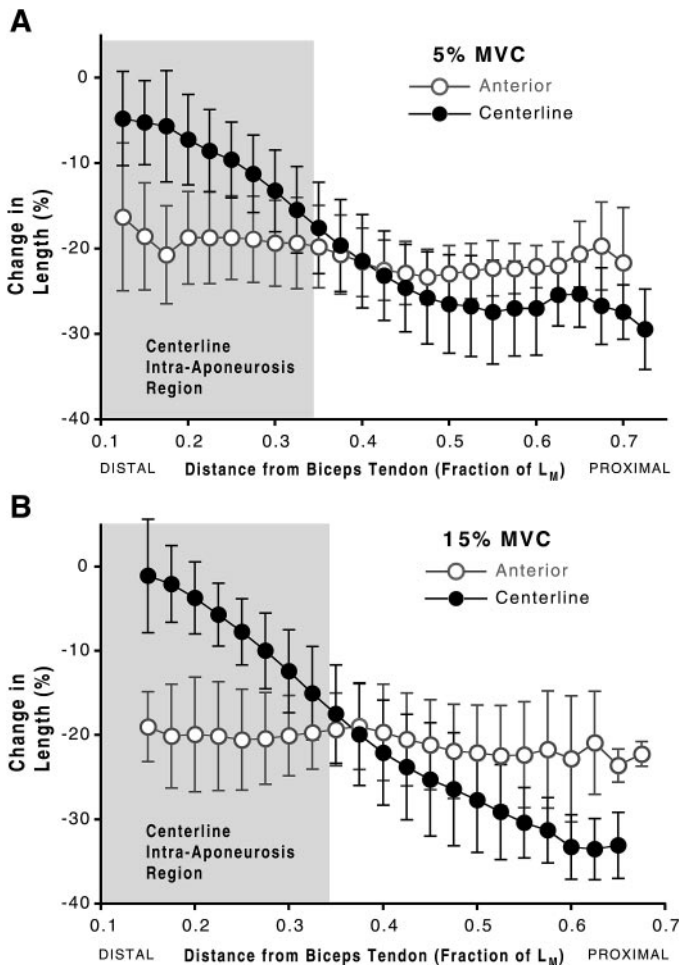 A
5% MVC
Anterior
Centerline
0
-10
-20
-30
-40
Change in
Length (%)
Centerline
Intra-Aponeurosis
Region
0.1 0.2 0.3 0.4 0.5 0.6 0.7
DISTAL Distance from Biceps Tendon (Fraction of L_M) PROXIMAL
B
15% MVC
Anterior
Centerline
0
-10
-20
-30
-40
Change in
Length (%)
Centerline
Intra-Aponeurosis
Region
0.1 0.2 0.3 0.4 0.5 0.6 0.7
DISTAL Distance from Biceps Tendon (Fraction of L_M) PROXIMAL